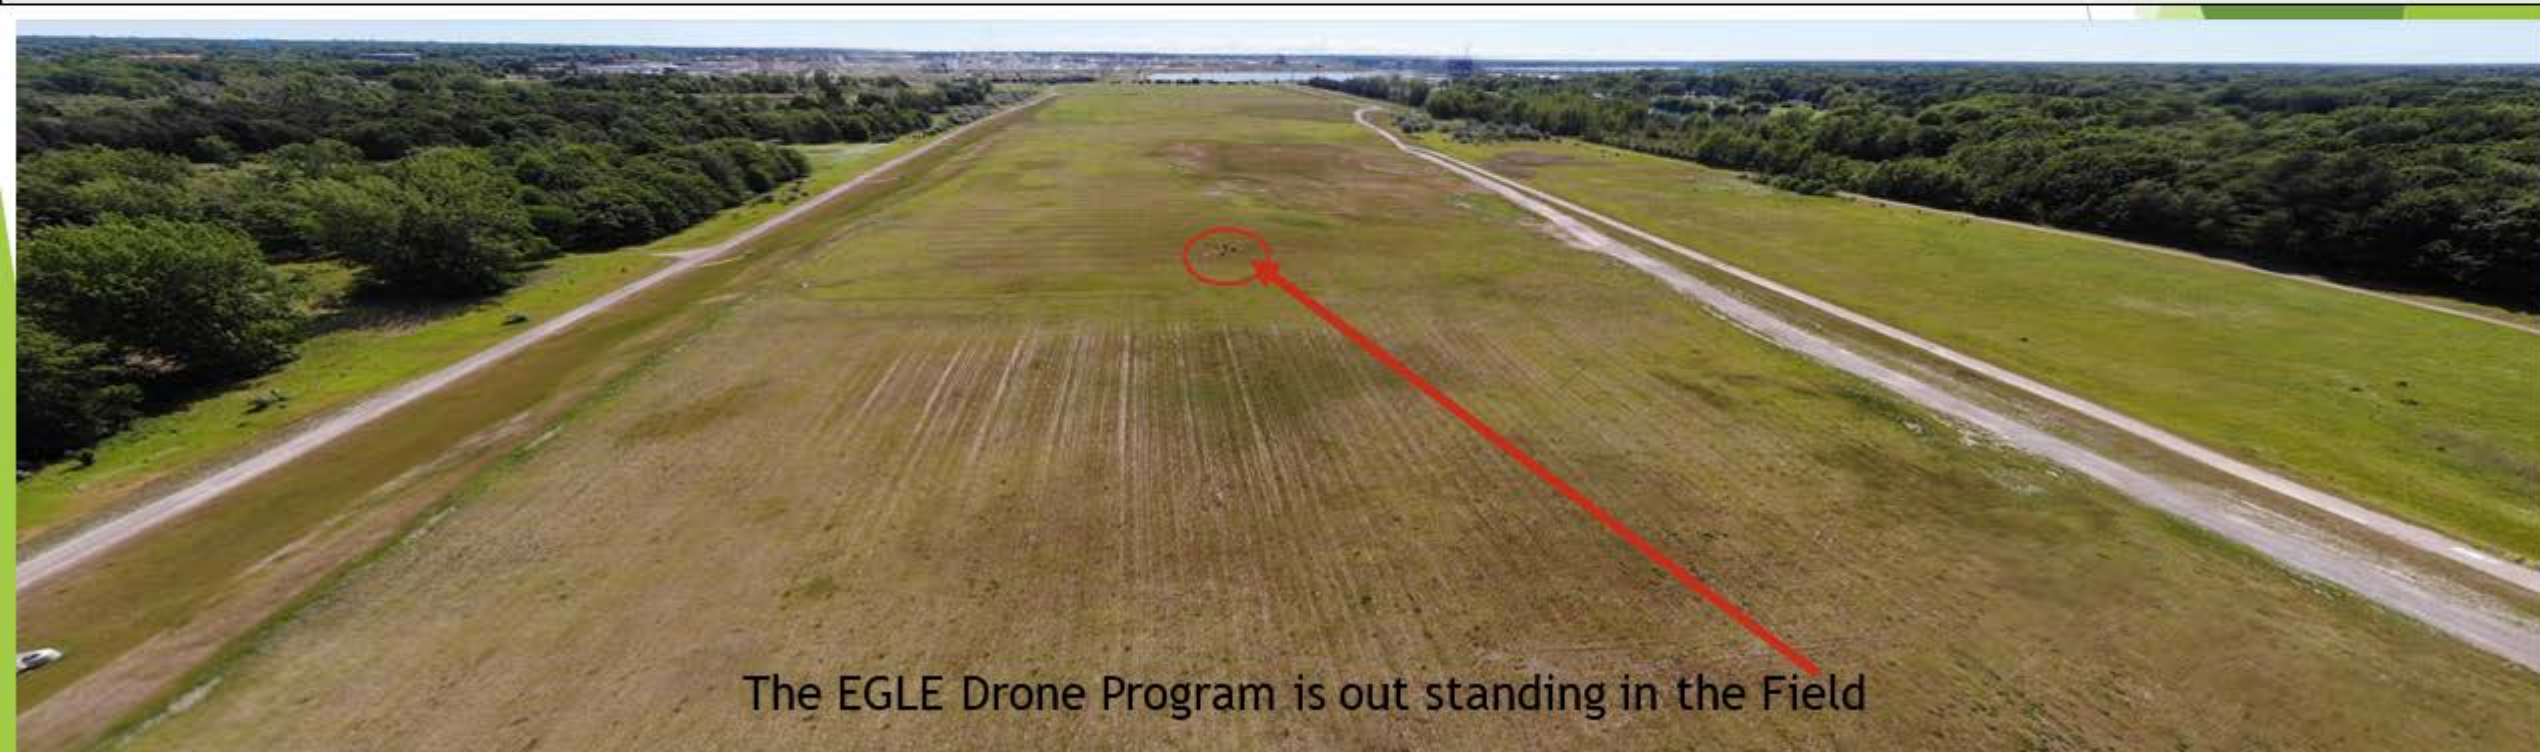 The EGLE Drone Program is out standing in the Field